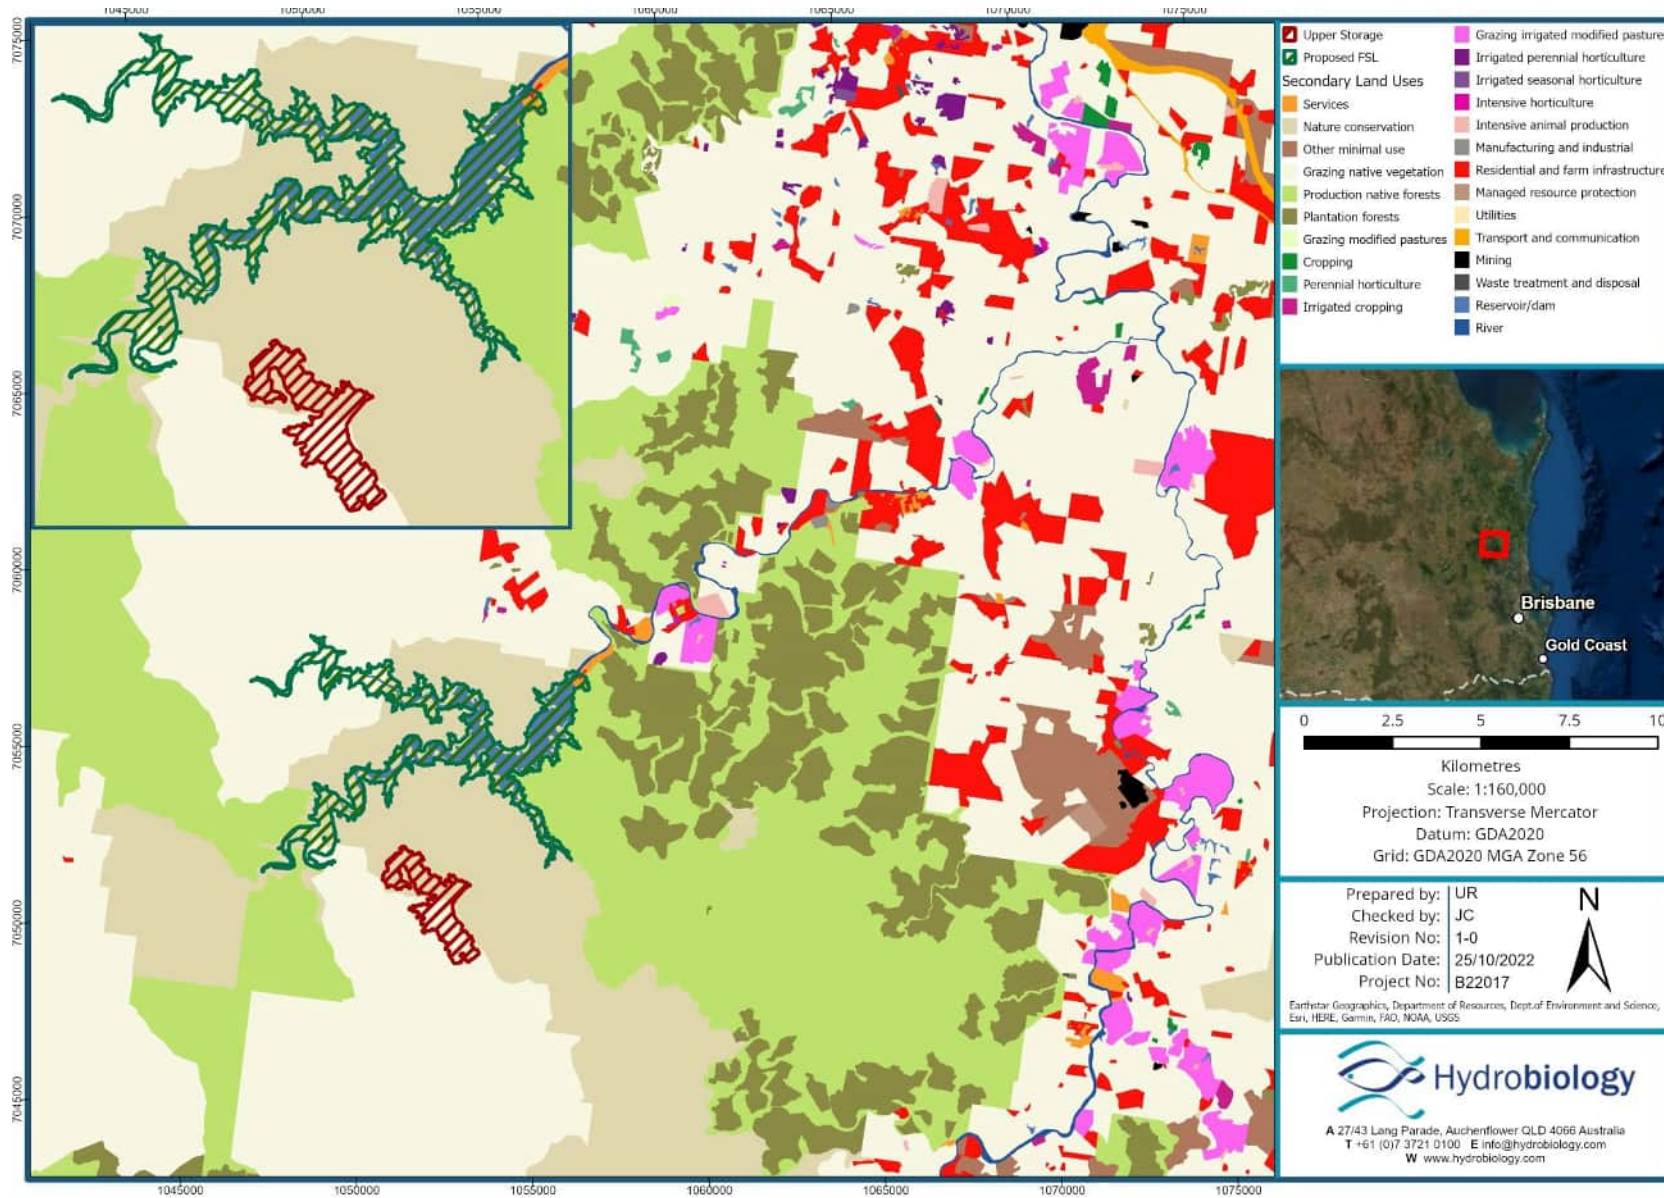 1045000
1050000
1055000
1060000
1065000
1070000
1075000
7075000
7070000
7065000
7060000
7055000
7050000
7045000
1045000
1050000
1055000
1060000
1065000
1070000
1075000
Upper Storage
Proposed FSL
Secondary Land Uses
Services
Nature conservation
Other minimal use
Grazing native vegetation
Production native forests
Plantation forests
Grazing modified pastures
Cropping
Perennial horticulture
Irrigated cropping
Grazing irrigated modified pasture
Irrigated perennial horticulture
Irrigated seasonal horticulture
Intensive horticulture
Intensive animal production
Manufacturing and industrial
Residential and farm infrastructure
Managed resource protection
Utilities
Transport and communication
Mining
Waste treatment and disposal
Reservoir/dam
River
Brisbane
Gold Coast
0 2.5 5 7.5 10
Kilometres
Scale: 1:160,000
Projection: Transverse Mercator
Datum: GDA2020
Grid: GDA2020 MGA Zone 56
Prepared by: UR
Checked by: JC
Revision No: 1-0
Publication Date: 25/10/2022
Project No: B22017
N
Earthstar Geographics, Department of Resources, Dept.of Environment and Science,
Esri, HERE, Garmin, FAO, NOAA, USGS
Hydrobiology
A 27/43 Lang Parade, Auchenflower QLD 4066 Australia
T +61 (0)7 3721 0100 E info@hydrobiology.com
W www.hydrobiology.com